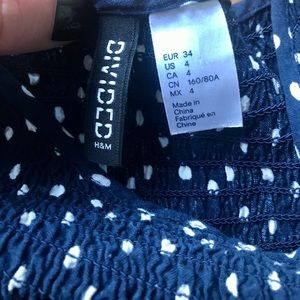 DIVIDED
H&M
EUR 34
US 4
CA 4
CN 160/80A
MX 4
Made in
China
Fabriqué en
Chine